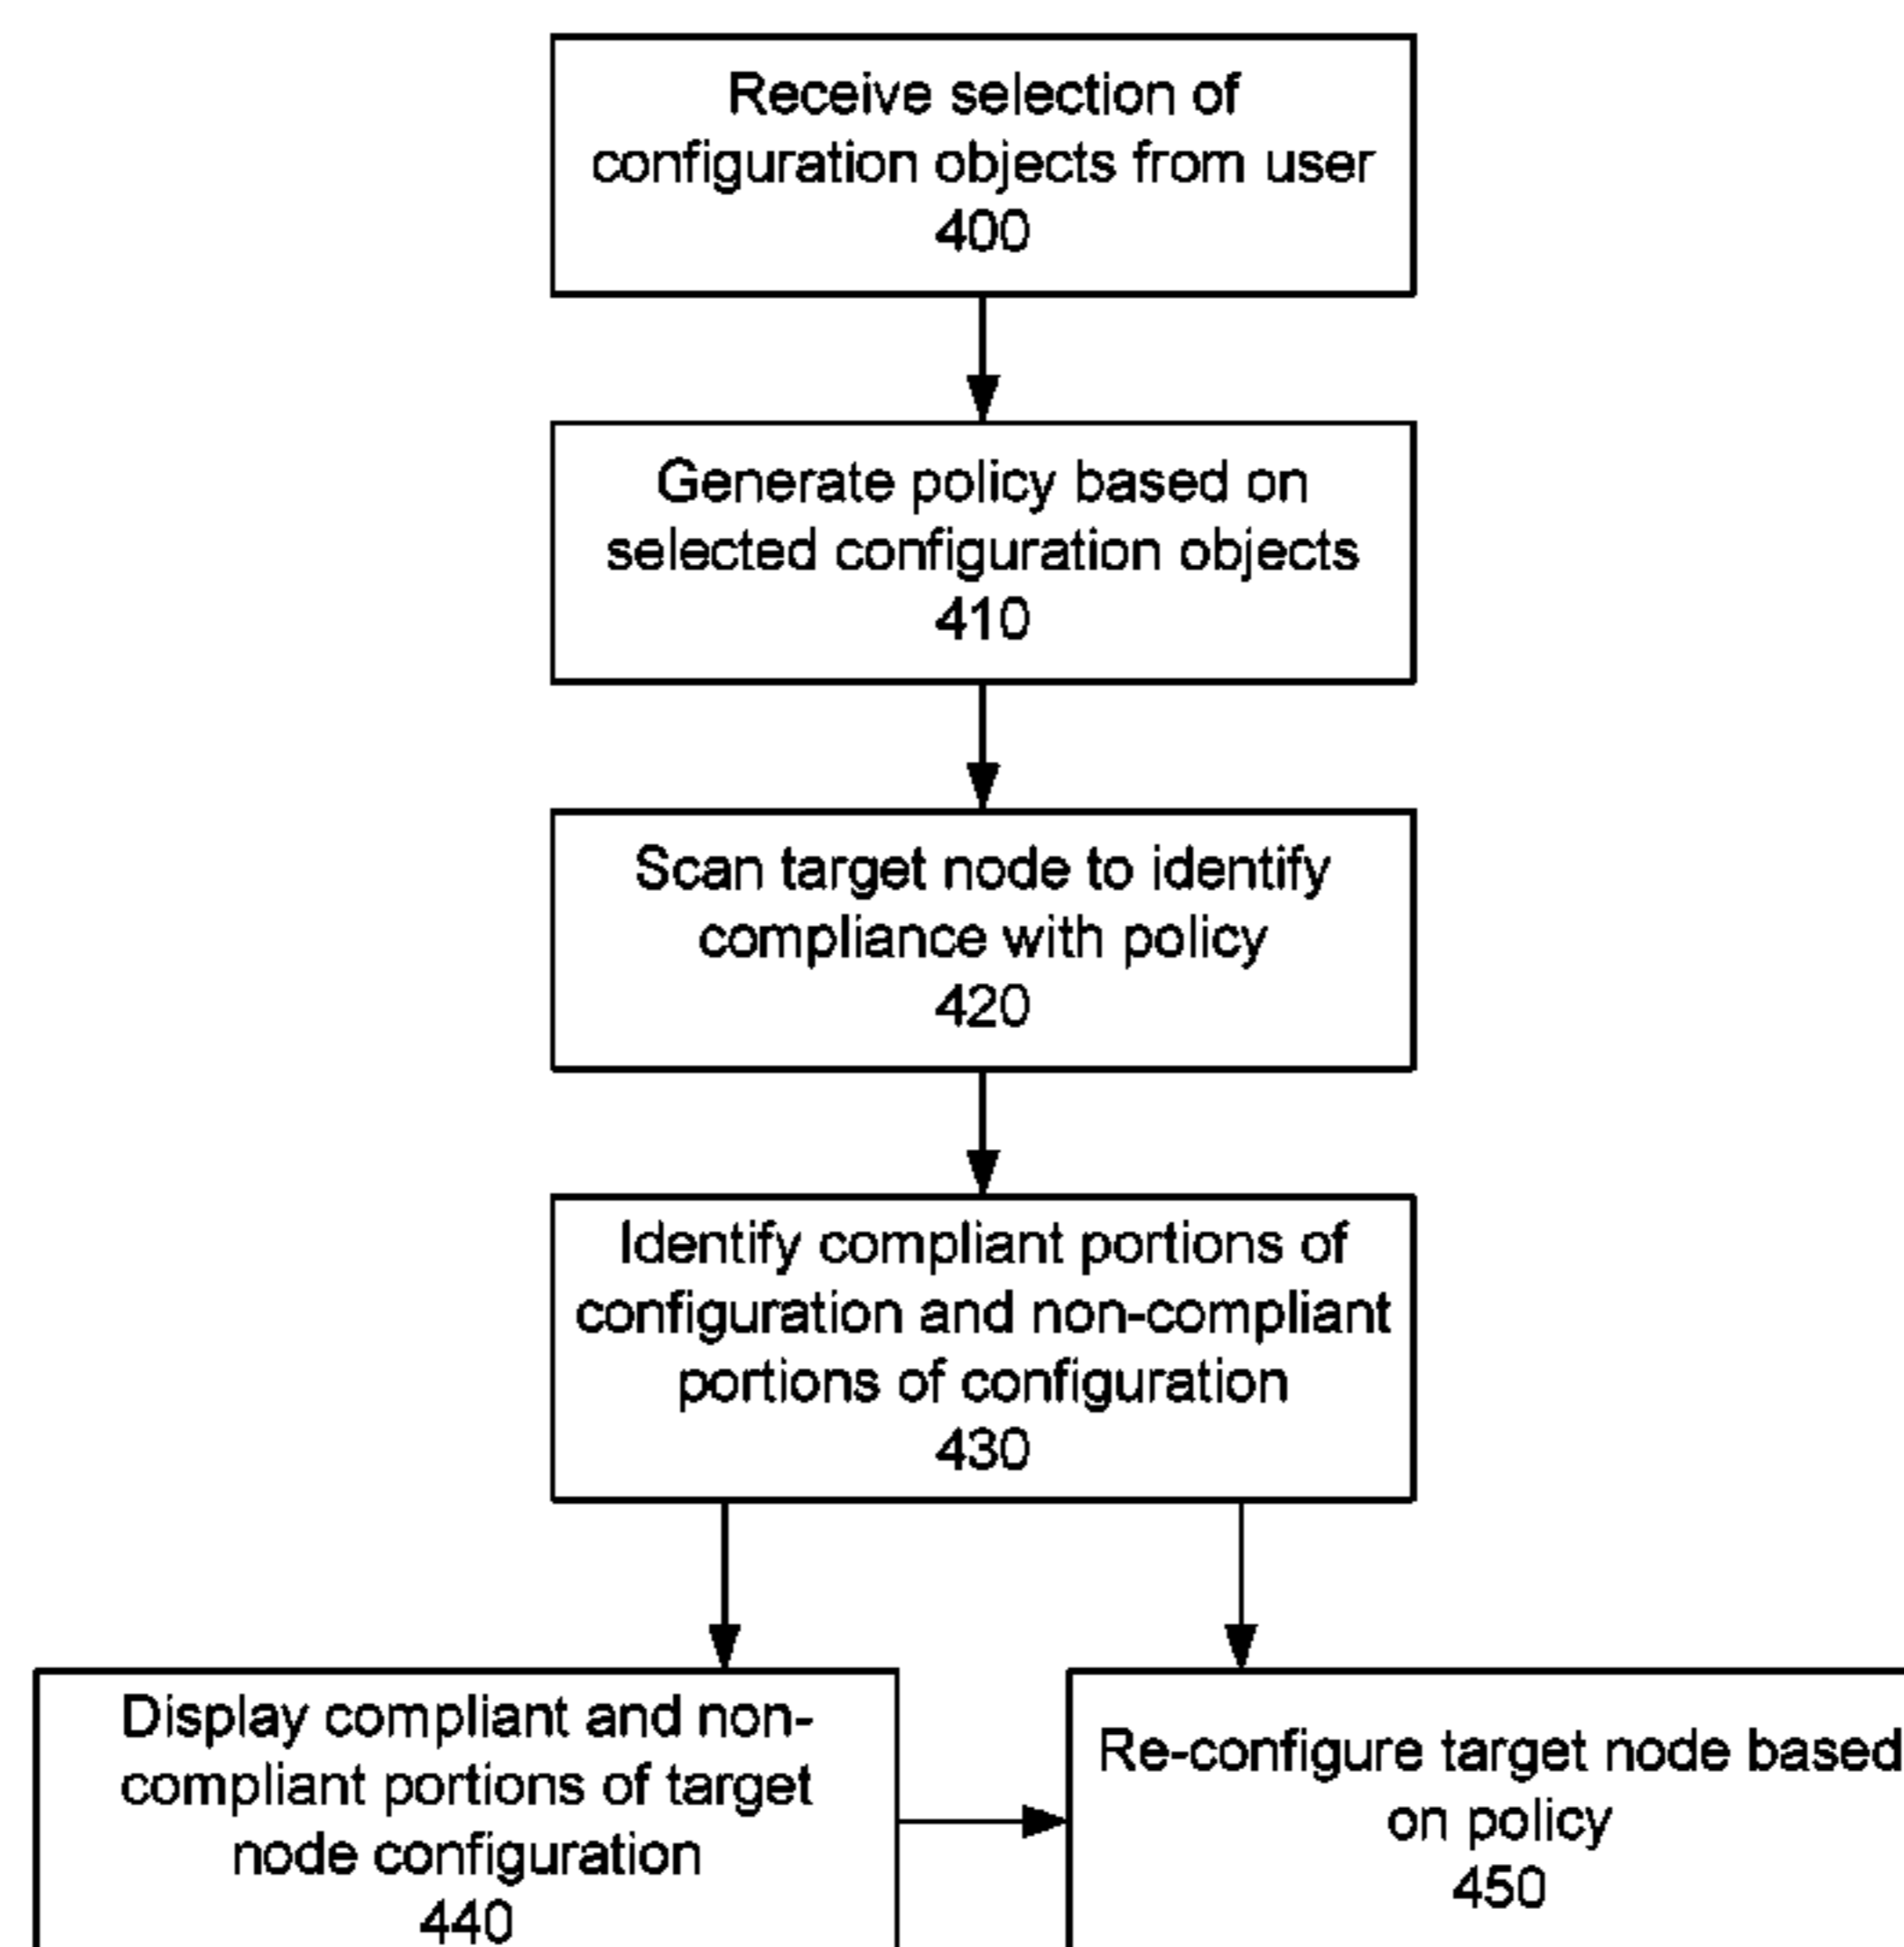 Receive selection of
configuration objects from user
400
Generate policy based on
selected configuration objects
410
Scan target node to identify
compliance with policy
420
Identify compliant portions of
configuration and non-compliant
portions of configuration
430
Display compliant and non-
compliant portions of target
node configuration
440
Re-configure target node based
on policy
450